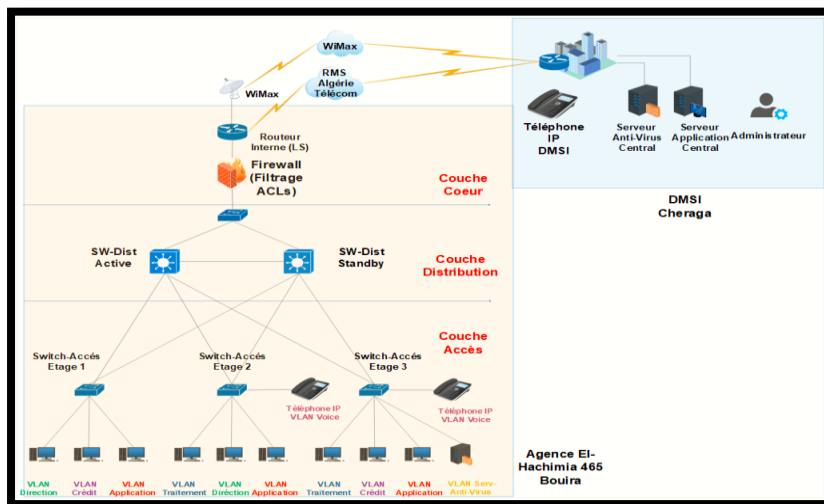 WiMax
RMS
Algérie
Télécom
WiMax
Routeur
Interne (LS)
Firewall
(Filtrage
ACLs)
Couche
Coeur
Téléphone
IP
DMSI
Serveur
Anti-Virus
Central
Serveur
Application
Central
Administrateur
DMSI
Cheraga
SW-Dist
Active
SW-Dist
Standby
Couche
Distribution
Couche
Accès
Switch-Accés
Etage 1
Switch-Accés
Etage 2
Switch-Accés
Etage 3
Téléphone IP
VLAN Voice
Téléphone IP
VLAN Voice
VLAN
Direction
VLAN
Crédit
VLAN
Application
VLAN
Traitement
VLAN
Diréction
VLAN
Application
VLAN
Traitement
VLAN
Crédit
VLAN
Application
VLAN Serv-
Anti-Virus
Agence El-
Hachimia 465
Bouira